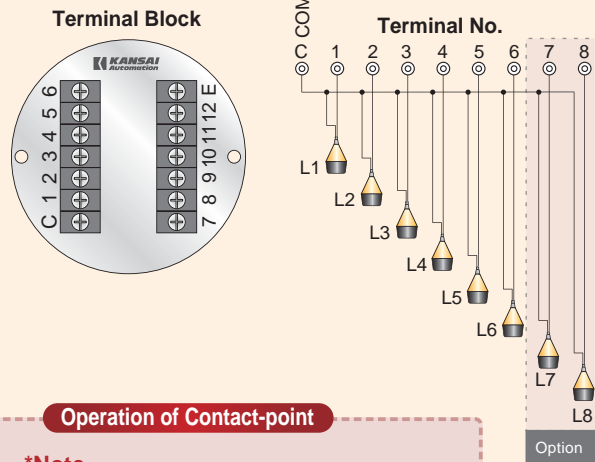 Terminal Block
KANSAI
Automation
6
5
4
3
2
1
C
E
12
11
10
9
8
7
COM
Terminal No.
C 1 2 3 4 5 6 7 8
L1
L2
L3
L4
L5
L6
L7
L8
Option
Operation of Contact-point
*Note